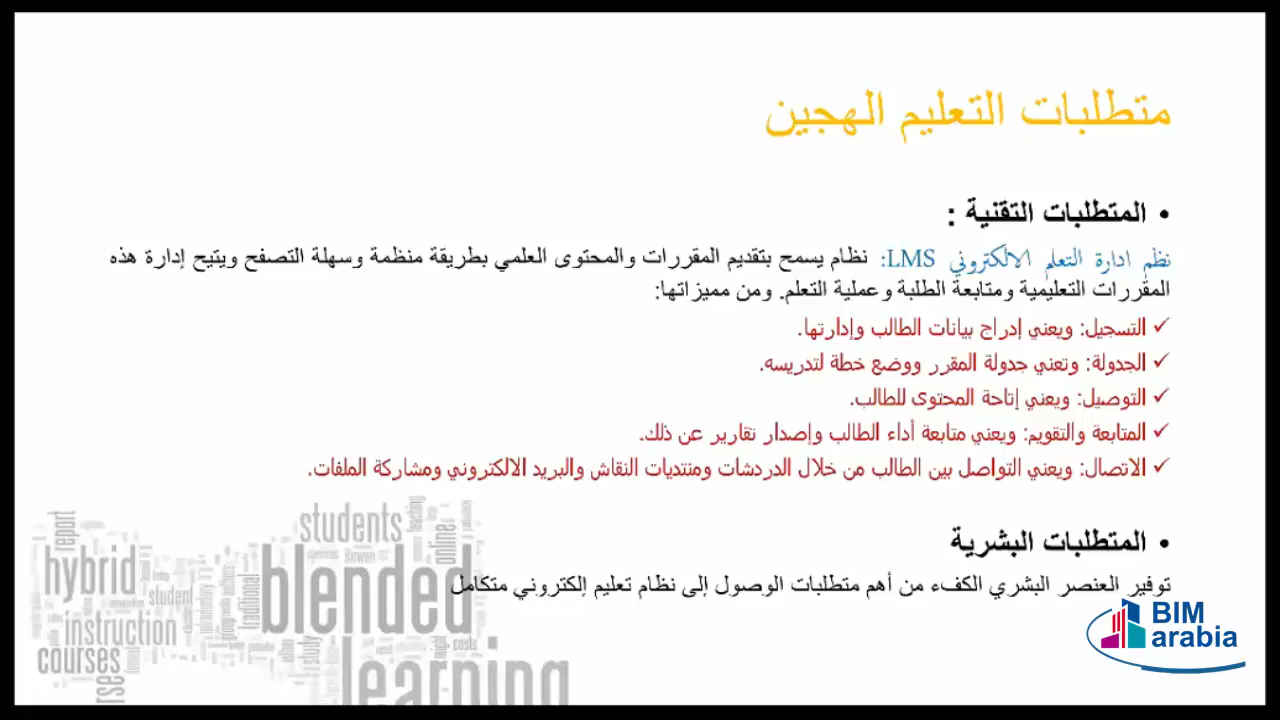 متطلبات التعليم الهجين
• المتطلبات التقنية :
نظم ادارة التعلم الالكتروني LMS: نظام يسمح بتقديم المقررات والمحتوى العلمي بطريقة منظمة وسهلة التصفح ويتيح إدارة هذه
المقررات التعليمية ومتابعة الطلبة وعملية التعلم. ومن مميزاتها:
✓ التسجيل: ويعني إدراج بيانات الطالب وإدارتها.
✓ الجدولة: وتعني جدولة المقرر ووضع خطة لتدريسه.
✓ التوصيل: ويعني إتاحة المحتوى للطالب.
✓ المتابعة والتقويم: ويعني متابعة أداء الطالب وإصدار تقارير عن ذلك.
✓ الاتصال: ويعني التواصل بين الطالب من خلال الدردشات ومنتديات النقاش والبريد الالكتروني ومشاركة الملفات.
• المتطلبات البشرية
توفير العنصر البشري الكفء من أهم متطلبات الوصول إلى نظام تعليم إلكتروني متكامل
students
teaching
online
report
hybrid
blended
student
traditional
instruction
courses
study
costs
learning
BIM
arabia